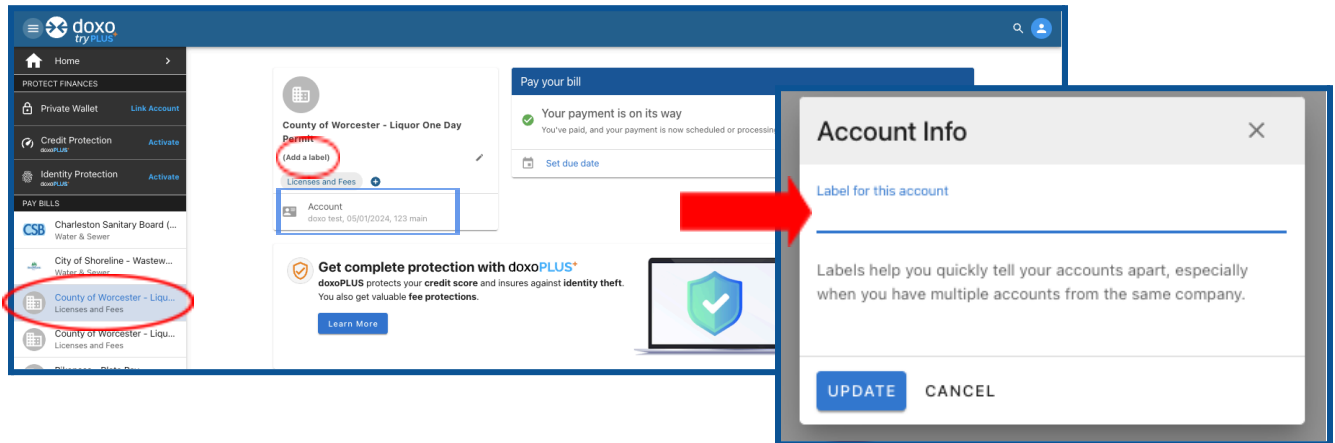 doxo
try PLUS+
Home
PROTECT FINANCES
Private Wallet Link Account
Credit Protection Activate
doxoPLUS+
Identity Protection Activate
doxoPLUS+
PAY BILLS
CSB Charleston Sanitary Board (...
Water & Sewer
City of Shoreline - Wastew...
Water & Sewer
County of Worcester - Liqu...
Licenses and Fees
County of Worcester - Liqu...
Licenses and Fees
County of Worcester - Liquor One Day
Permit
(Add a label)
Licenses and Fees
Account
doxo test, 05/01/2024, 123 main
Pay your bill
Your payment is on its way
You've paid, and your payment is now scheduled or processing
Set due date
Get complete protection with doxoPLUS+
doxoPLUS protects your credit score and insures against identity theft.
You also get valuable fee protections.
Learn More
Account Info
Label for this account
Labels help you quickly tell your accounts apart, especially
when you have multiple accounts from the same company.
UPDATE CANCEL